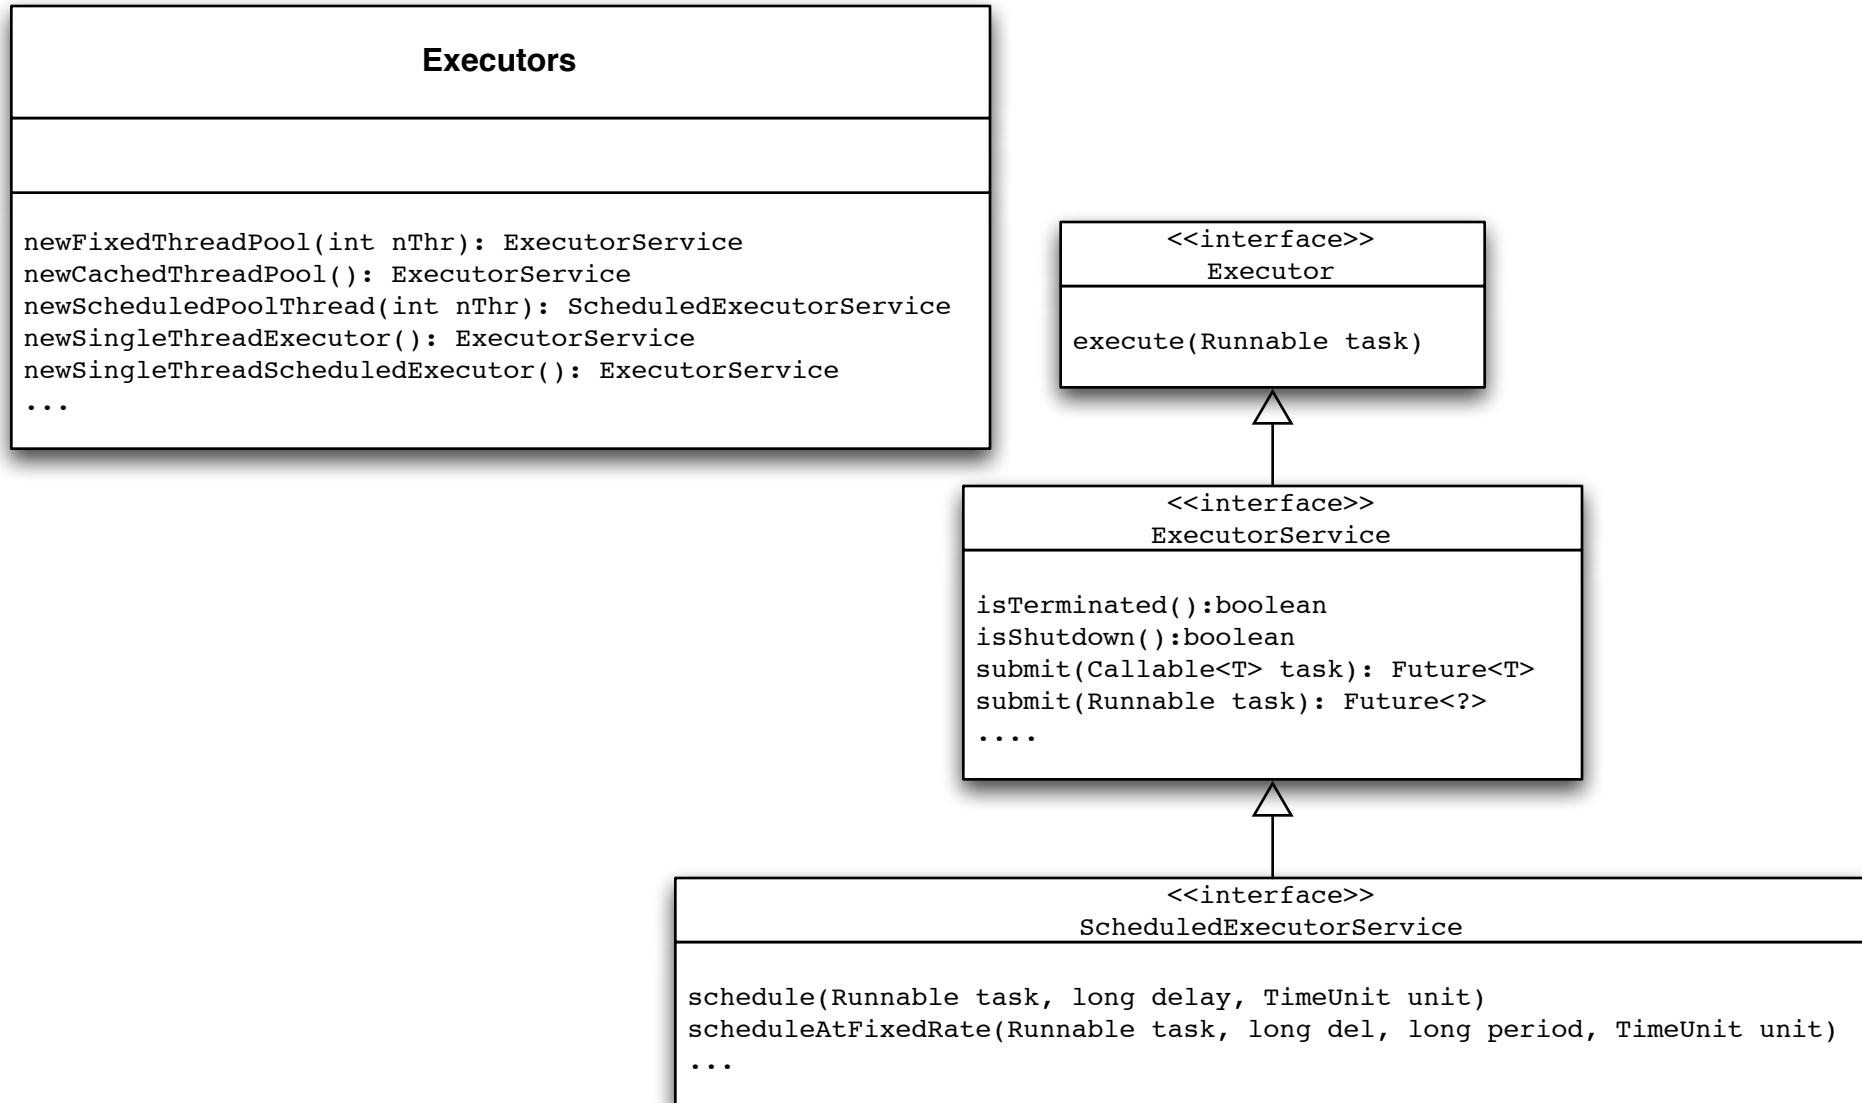 Executors
newFixedThreadPool(int nThr): ExecutorService
newCachedThreadPool(): ExecutorService
newScheduledPoolThread(int nThr): ScheduledExecutorService
newSingleThreadExecutor(): ExecutorService
newSingleThreadScheduledExecutor(): ExecutorService
...
<<interface>>
Executor
execute(Runnable task)
<<interface>>
ExecutorService
isTerminated():boolean
isShutdown():boolean
submit(Callable<T> task): Future<T>
submit(Runnable task): Future<?>
....
<<interface>>
ScheduledExecutorService
schedule(Runnable task, long delay, TimeUnit unit)
scheduleAtFixedRate(Runnable task, long del, long period, TimeUnit unit)
...